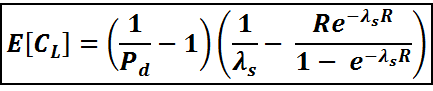 E[C_L] = (1/P_d − 1)(1/λ_s − Re^{−λ_s R}/(1 − e^{−λ_s R}))